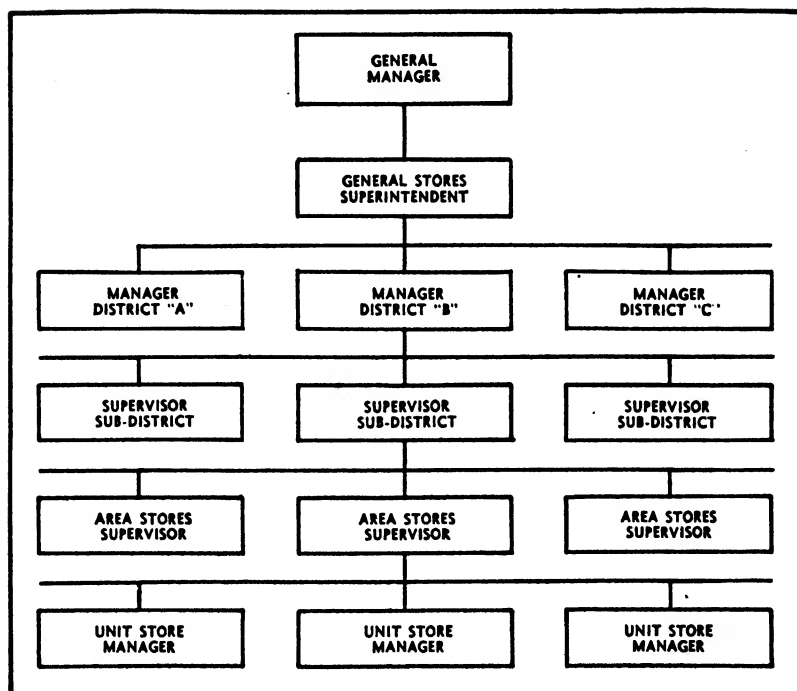 GENERAL
MANAGER
GENERAL STORES
SUPERINTENDENT
MANAGER
DISTRICT "A"
MANAGER
DISTRICT "B"
MANAGER
DISTRICT "C"
SUPERVISOR
SUB-DISTRICT
SUPERVISOR
SUB-DISTRICT
SUPERVISOR
SUB-DISTRICT
AREA STORES
SUPERVISOR
AREA STORES
SUPERVISOR
AREA STORES
SUPERVISOR
UNIT STORE
MANAGER
UNIT STORE
MANAGER
UNIT STORE
MANAGER